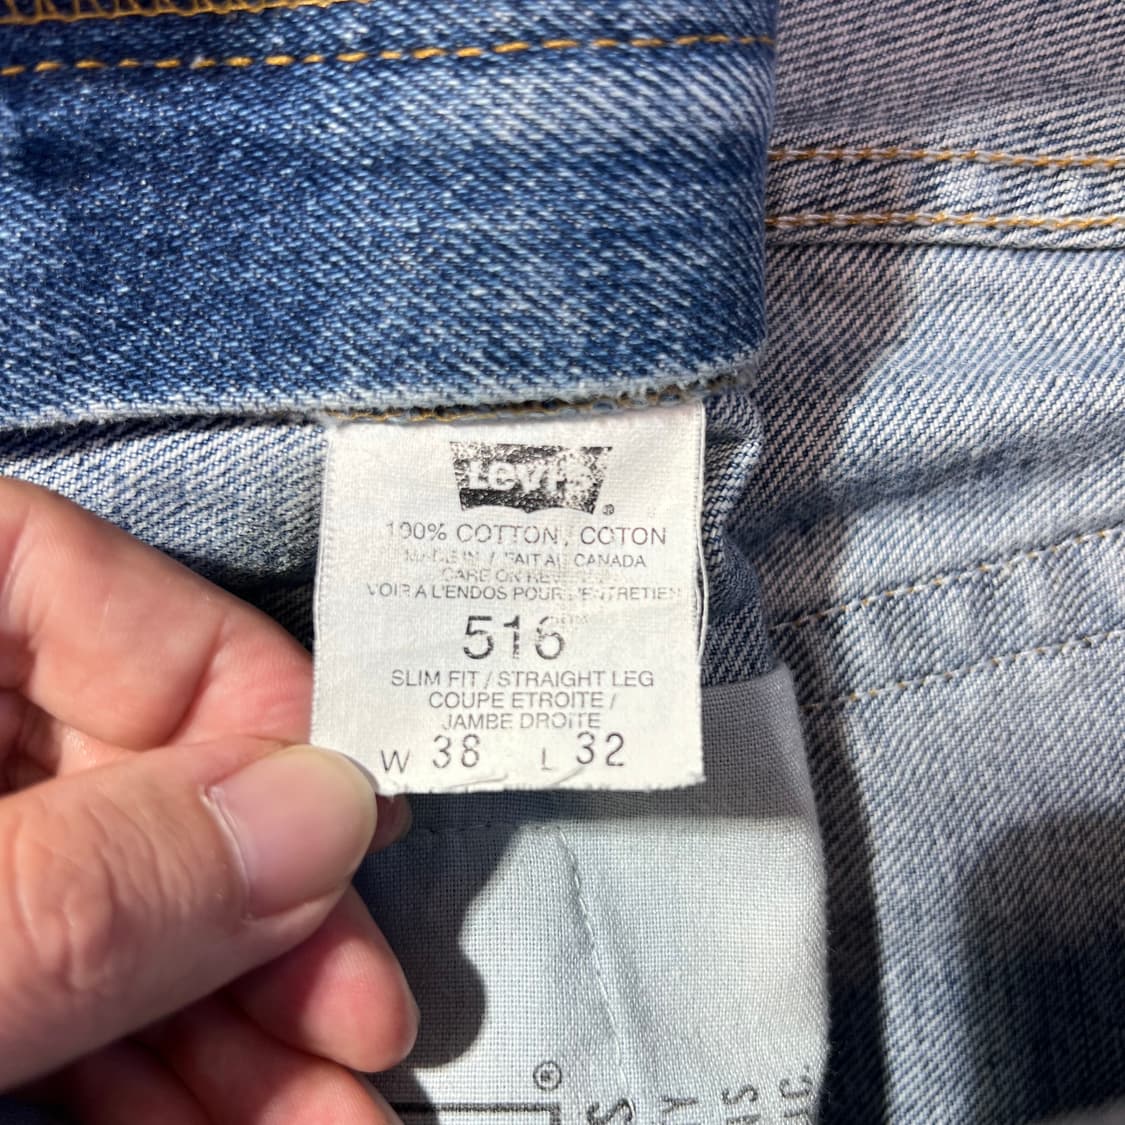 Levi's ®
100% COTTON, COTON
MADE IN / FAIT AU CANADA
CARE ON REV
VOIR A L'ENDOS POUR L'ENTRETIEN
516
SLIM FIT / STRAIGHT LEG
COUPE ETROITE /
JAMBE DROITE
W 38 L 32
®